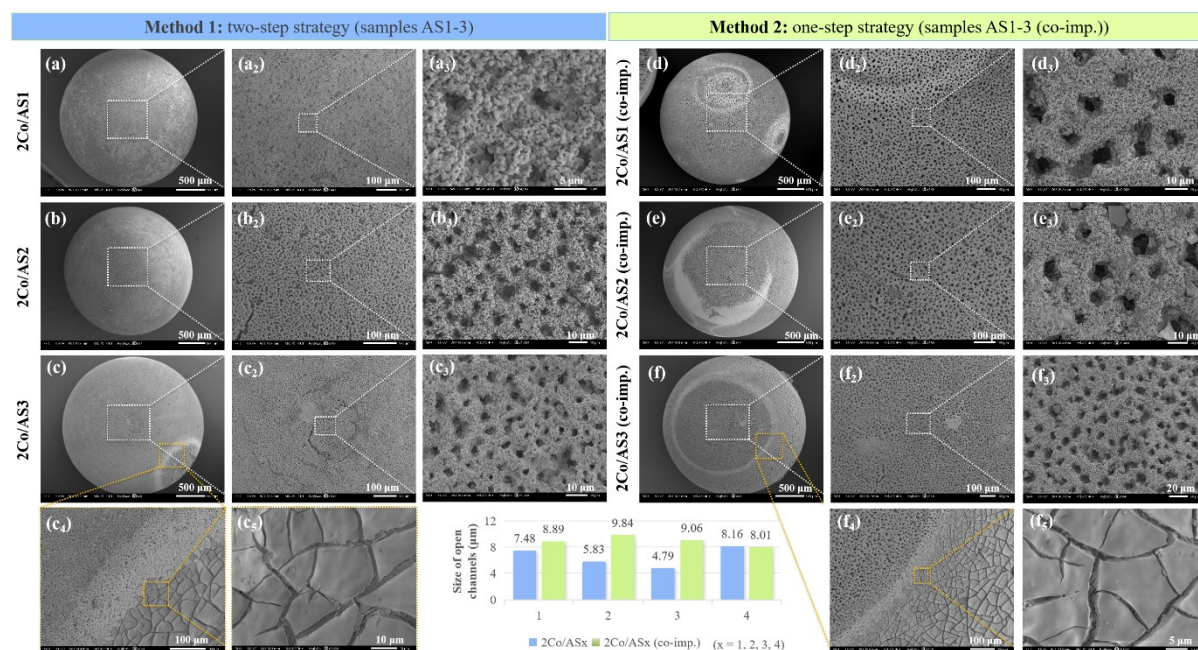 Method 1: two-step strategy (samples AS1-3)
Method 2: one-step strategy (samples AS1-3 (co-imp.))
2Co/AS1
(a)
500 µm
(a₂)
100 µm
(a₃)
5 µm
2Co/AS1 (co-imp.)
(d)
500 µm
(d₂)
100 µm
(d₃)
10 µm
2Co/AS2
(b)
500 µm
(b₂)
100 µm
(b₃)
10 µm
2Co/AS2 (co-imp.)
(e)
500 µm
(e₂)
100 µm
(e₃)
10 µm
2Co/AS3
(c)
500 µm
(c₂)
100 µm
(c₃)
10 µm
2Co/AS3 (co-imp.)
(f)
500 µm
(f₂)
100 µm
(f₃)
20 µm
(c₄)
100 µm
(c₅)
10 µm
Size of open
channels (µm)
12
8
4
0
7.48
8.89
5.83
9.84
4.79
9.06
8.16
8.01
1
2
3
4
2Co/ASx
2Co/ASx (co-imp.)
(x = 1, 2, 3, 4)
(f₄)
100 µm
(f₅)
5 µm